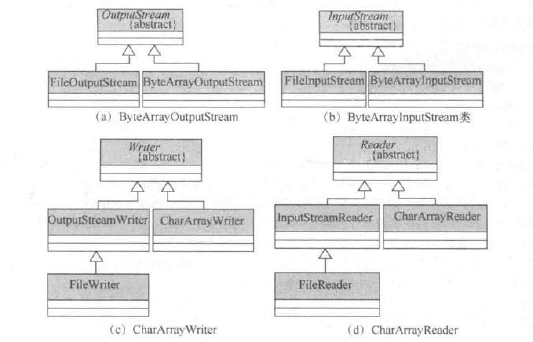 OutputStream
{abstract}
FileOutputStream
ByteArrayOutputStream
(a) ByteArrayOutputStream
InputStream
{abstract}
FileInputStream
ByteArrayInputStream
(b) ByteArrayInputStream类
Writer
{abstract}
OutputStreamWriter
CharArrayWriter
FileWriter
(c) CharArrayWriter
Reader
{abstract}
InputStreamReader
CharArrayReader
FileReader
(d) CharArrayReader